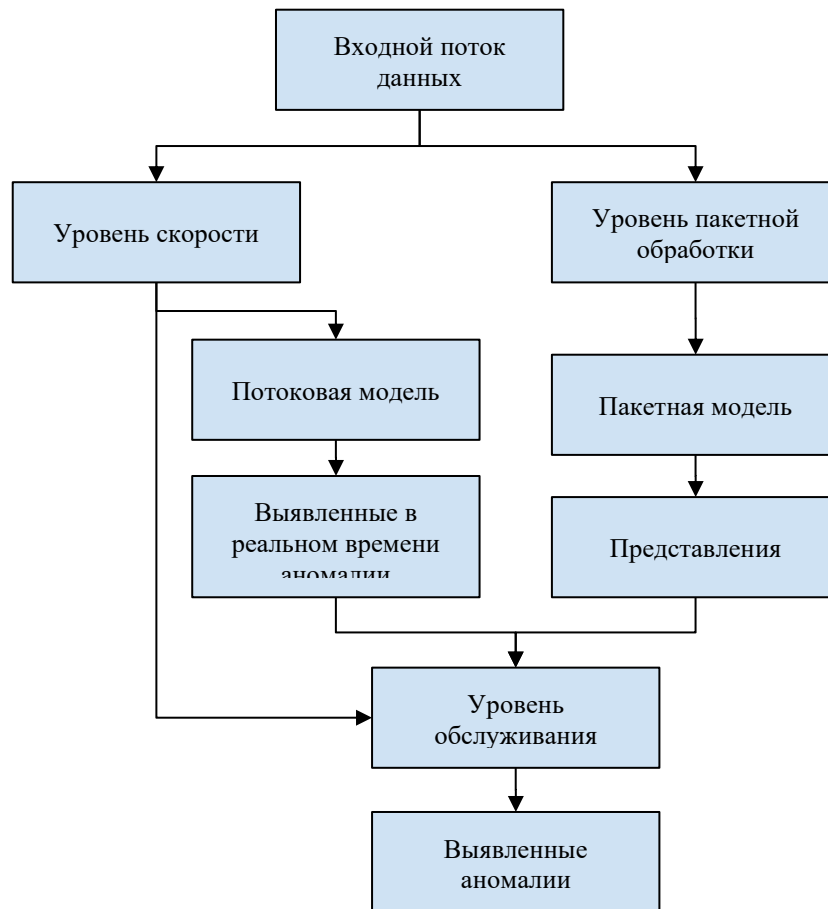 Входной поток
данных
Уровень скорости
Уровень пакетной
обработки
Потоковая модель
Пакетная модель
Выявленные в
реальном времени
аномалии
Представления
Уровень
обслуживания
Выявленные
аномалии